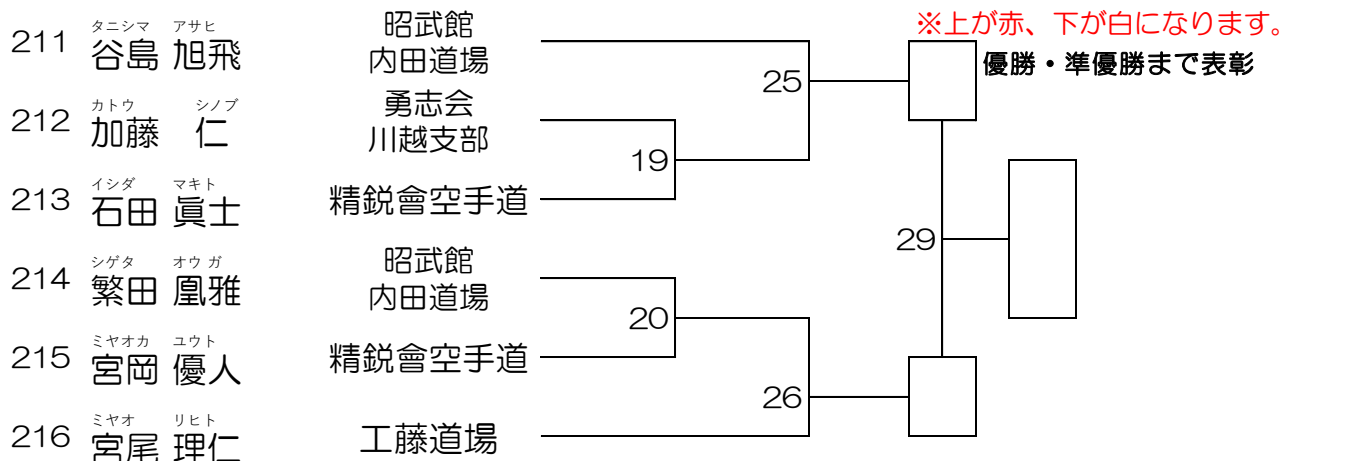 ※上が赤、下が白になります。
優勝・準優勝まで表彰
タニシマ アサヒ
211 谷島 旭飛 昭武館 内田道場
カトウ シノブ
212 加藤 仁 勇志会 川越支部
イシダ マキト
213 石田 眞士 精鋭會空手道
シゲタ オウガ
214 繁田 凰雅 昭武館 内田道場
ミヤオカ ユウト
215 宮岡 優人 精鋭會空手道
ミヤオ リヒト
216 宮尾 理仁 工藤道場
25
19
29
20
26